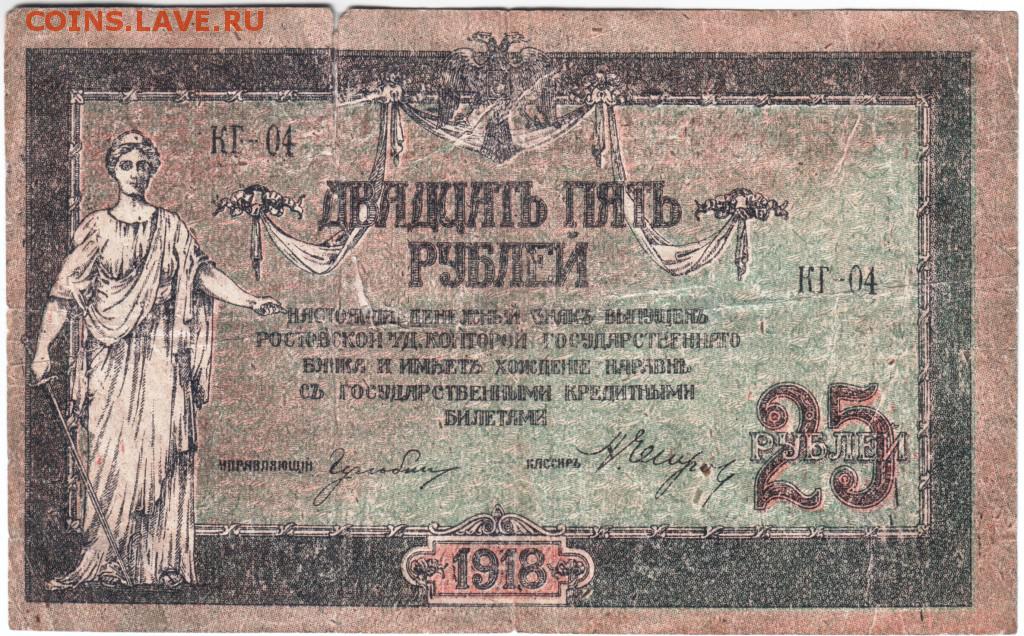 COINS.LAVE.RU
КГ-04
ДВАДЦАТЬ ПЯТЬ
РУБЛЕЙ
КГ-04
НАСТОЯЩІЙ ДЕНЕЖНЫЙ ЗНАКЪ ВЫПУЩЕНЪ
РОСТОВСКОЙ н/Д. КОНТОРОЙ ГОСУДАРСТВЕННАГО
БАНКА И ИМѢЕТЪ ХОЖДЕНІЕ НАРАВНѢ
СЪ ГОСУДАРСТВЕННЫМИ КРЕДИТНЫМИ
БИЛЕТАМИ
25
РУБЛЕЙ
УПРАВЛЯЮЩІЙ
КАССИРЪ
1918